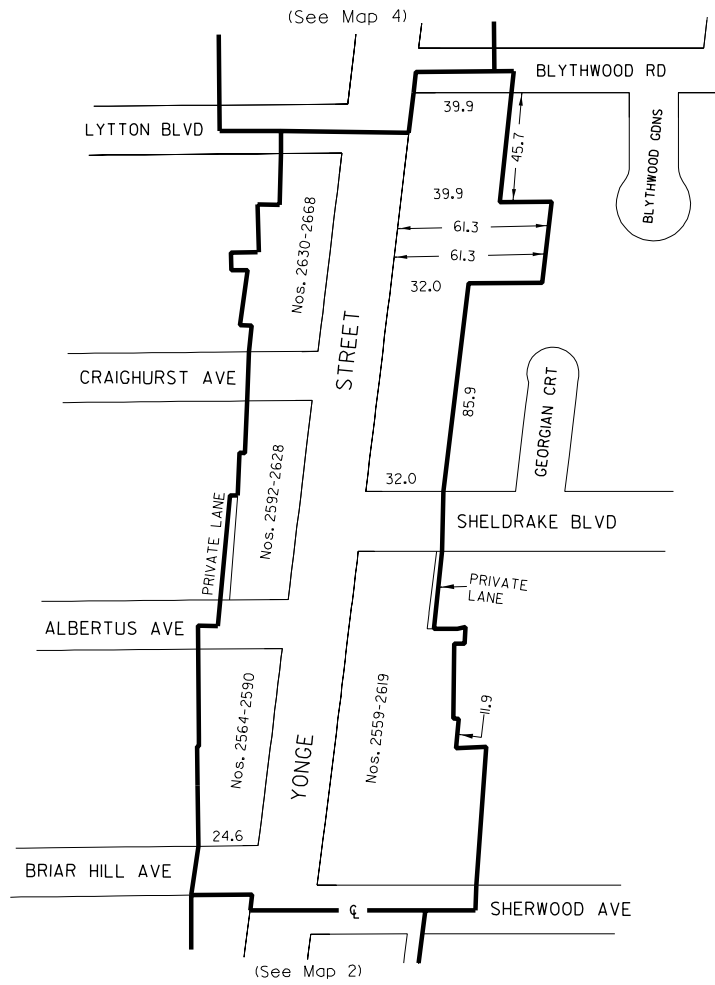 (See Map 4)
BLYTHWOOD RD
39.9
LYTTON BLVD
45.7
BLYTHWOOD GDNS
39.9
61.3
61.3
Nos. 2630-2668
32.0
STREET
CRAIGHURST AVE
85.9
GEORGIAN CRT
Nos. 2592-2628
32.0
PRIVATE LANE
SHELDRAKE BLVD
PRIVATE
LANE
ALBERTUS AVE
Nos. 2564-2590
Nos. 2559-2619
11.9
YONGE
24.6
BRIAR HILL AVE
℄
SHERWOOD AVE
(See Map 2)